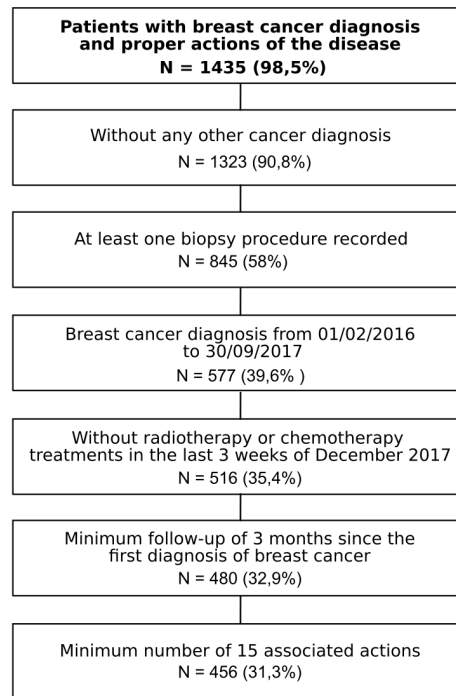 Patients with breast cancer diagnosis
and proper actions of the disease
N = 1435 (98,5%)
Without any other cancer diagnosis
N = 1323 (90,8%)
At least one biopsy procedure recorded
N = 845 (58%)
Breast cancer diagnosis from 01/02/2016
to 30/09/2017
N = 577 (39,6% )
Without radiotherapy or chemotherapy
treatments in the last 3 weeks of December 2017
N = 516 (35,4%)
Minimum follow-up of 3 months since the
first diagnosis of breast cancer
N = 480 (32,9%)
Minimum number of 15 associated actions
N = 456 (31,3%)